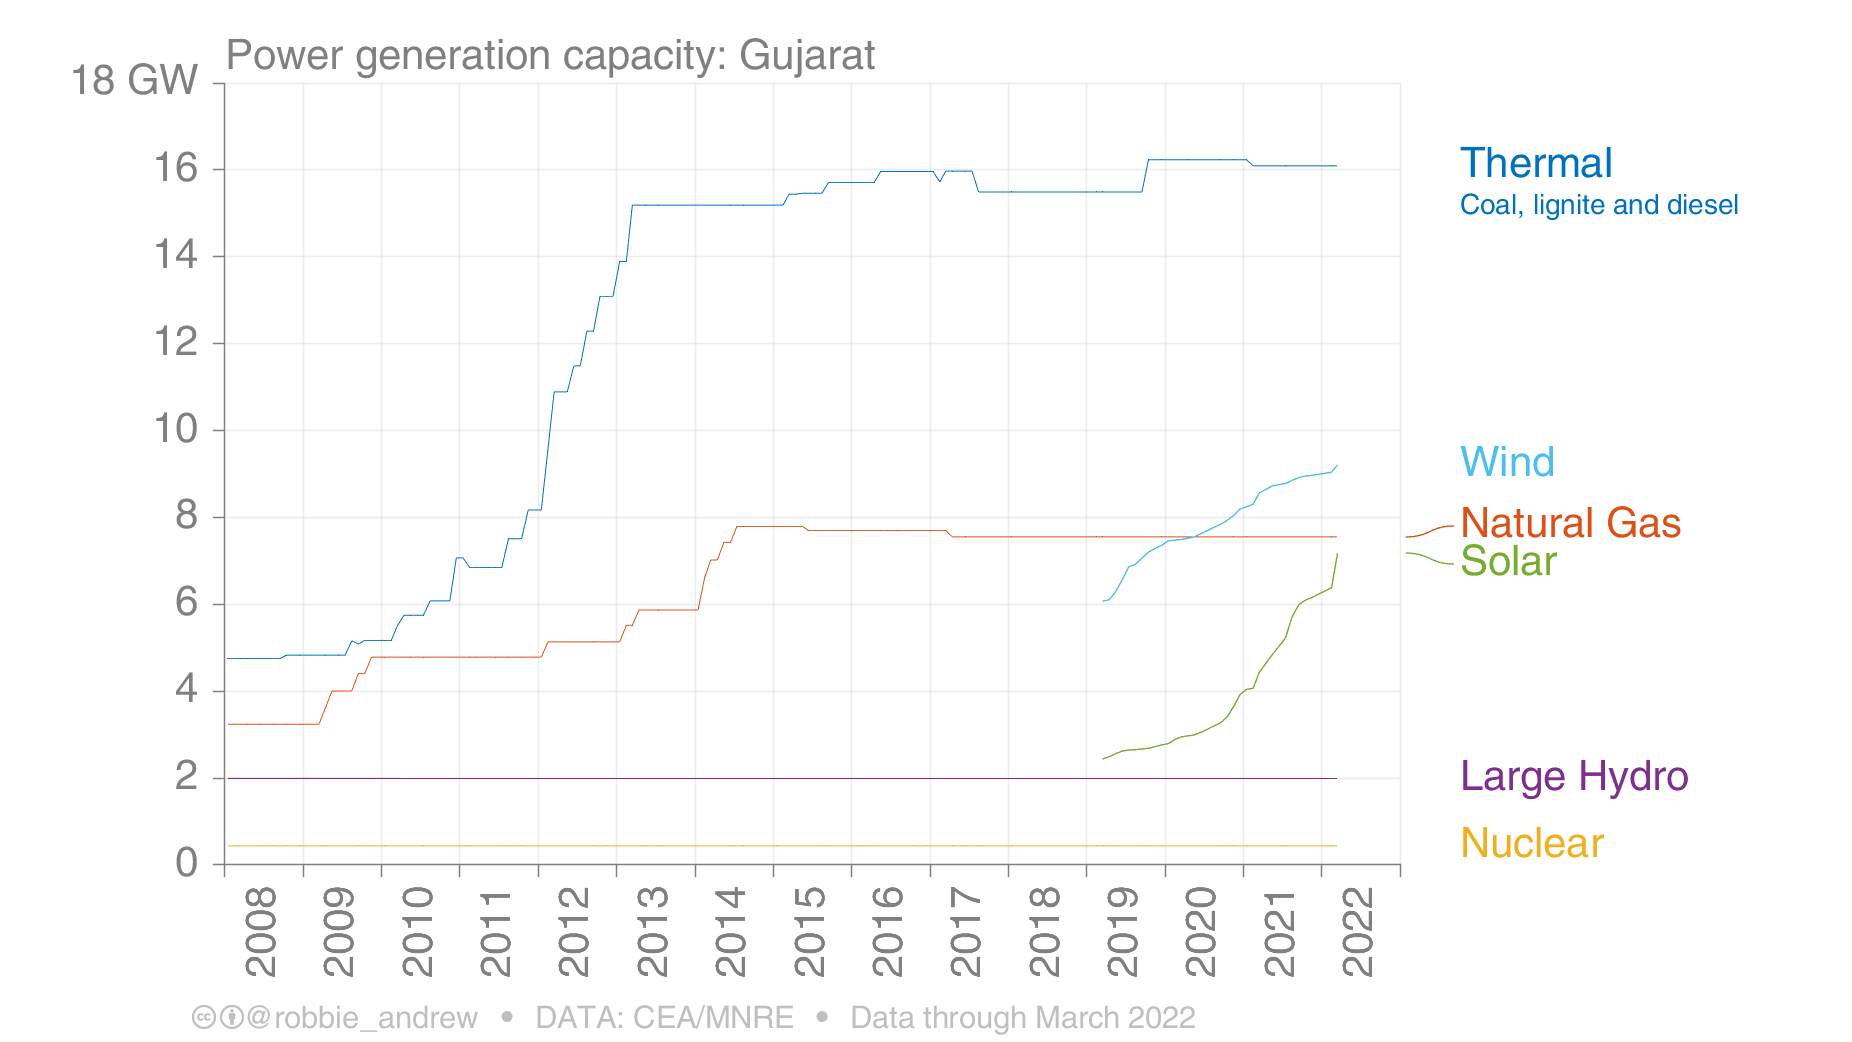 Power generation capacity: Gujarat
18 GW
16
14
12
10
8
6
4
2
0
Thermal
Coal, lignite and diesel
Wind
Natural Gas
Solar
Large Hydro
Nuclear
2008 2009 2010 2011 2012 2013 2014 2015 2016 2017 2018 2019 2020 2021 2022
cc @robbie_andrew • DATA: CEA/MNRE • Data through March 2022